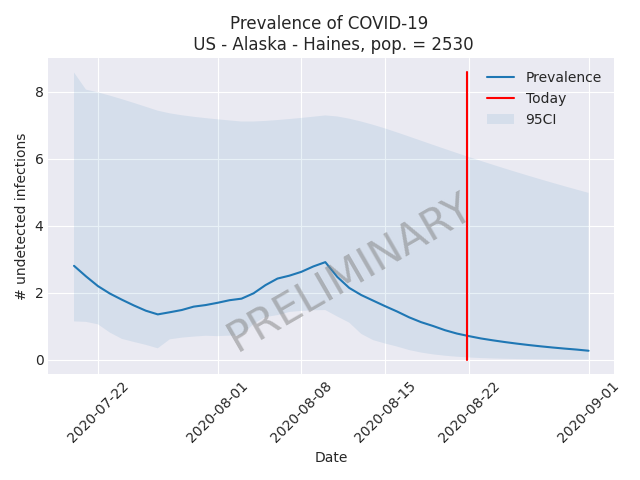 Prevalence of COVID-19
US - Alaska - Haines, pop. = 2530
8
6
4
2
0
# undetected infections
Prevalence
Today
95CI
PRELIMINARY
2020-07-22
2020-08-01
2020-08-08
2020-08-15
2020-08-22
2020-09-01
Date